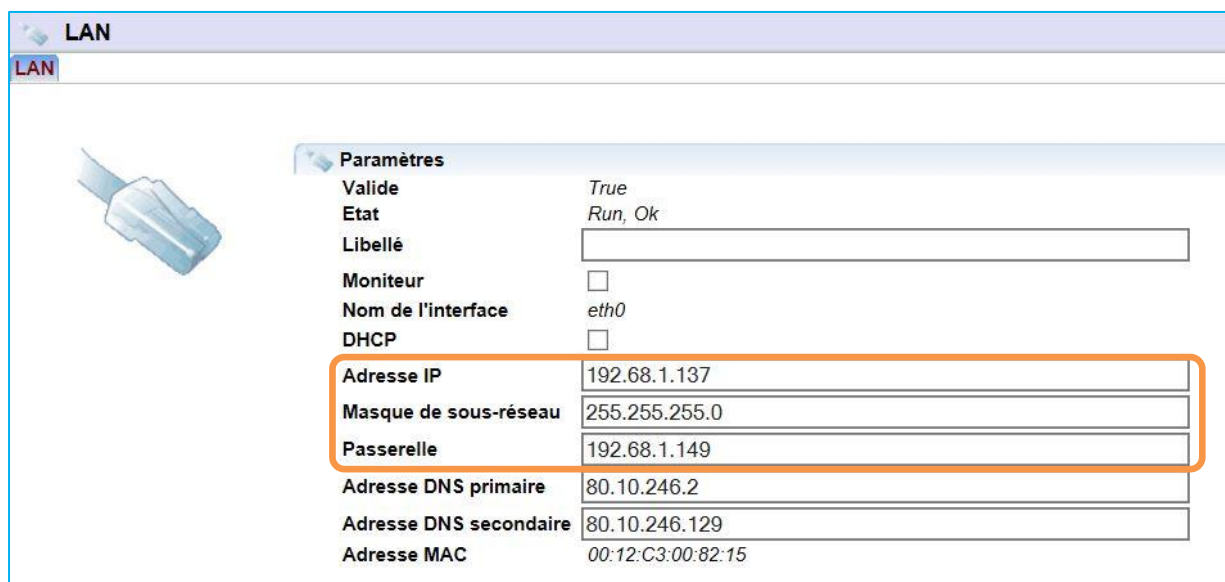 LAN
LAN
Paramètres
Valide True
Etat Run, Ok
Libellé
Moniteur
Nom de l'interface eth0
DHCP
Adresse IP 192.68.1.137
Masque de sous-réseau 255.255.255.0
Passerelle 192.68.1.149
Adresse DNS primaire 80.10.246.2
Adresse DNS secondaire 80.10.246.129
Adresse MAC 00:12:C3:00:82:15